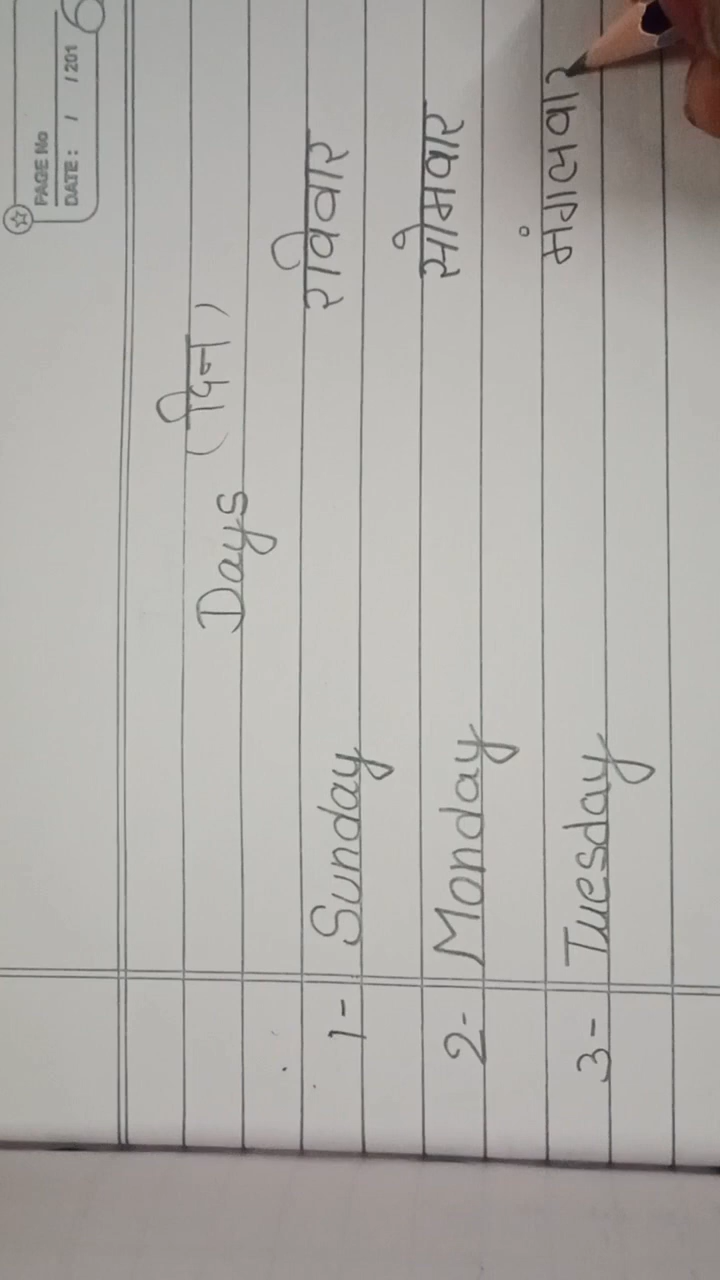 PAGE No
DATE: / /201
Days (दिन)
1- Sunday रविवार
2- Monday सोमवार
3- Tuesday मंगलवार